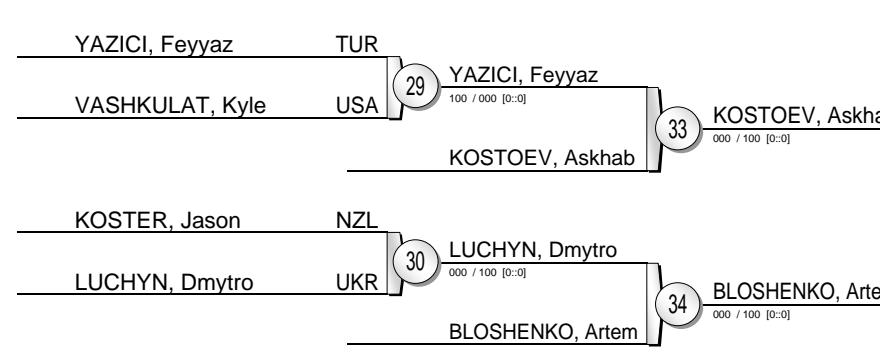 YAZICI, Feyyaz TUR
29 YAZICI, Feyyaz
100 / 000 [0::0]
VASHKULAT, Kyle USA
33 KOSTOEV, Askha
000 / 100 [0::0]
KOSTOEV, Askhab
KOSTER, Jason NZL
30 LUCHYN, Dmytro
000 / 100 [0::0]
LUCHYN, Dmytro UKR
34 BLOSHENKO, Arte
000 / 100 [0::0]
BLOSHENKO, Artem